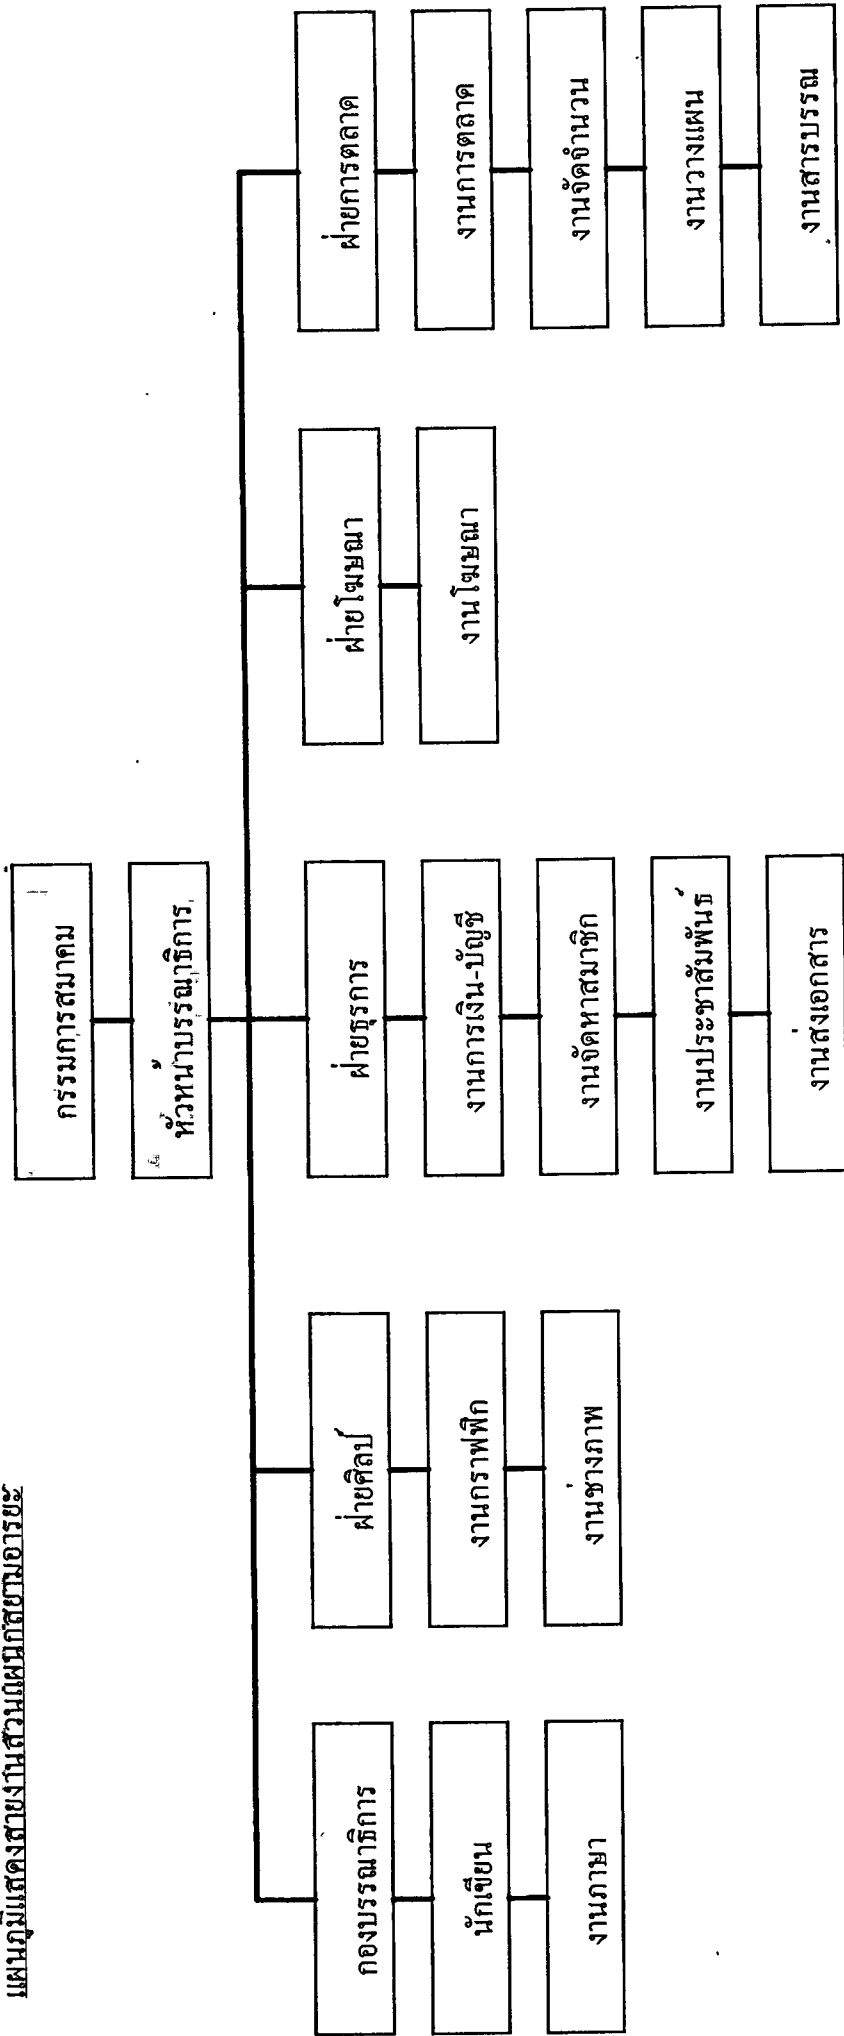 แผนภูมิแสดงสายงานส่วนแผนกสยามอารยะ
กรรมการสมาคม
หัวหน้าบรรณาธิการ
กองบรรณาธิการ
นักเขียน
งานภาษา
ฝ่ายศิลป์
งานกราฟฟิก
งานช่างภาพ
ฝ่ายธุรการ
งานการเงิน-บัญชี
งานจัดหาสมาชิก
งานประชาสัมพันธ์
งานส่งเอกสาร
ฝ่ายโฆษณา
งานโฆษณา
ฝ่ายการตลาด
งานการตลาด
งานจัดจำนวน
งานวางแผน
งานสารบรรณ